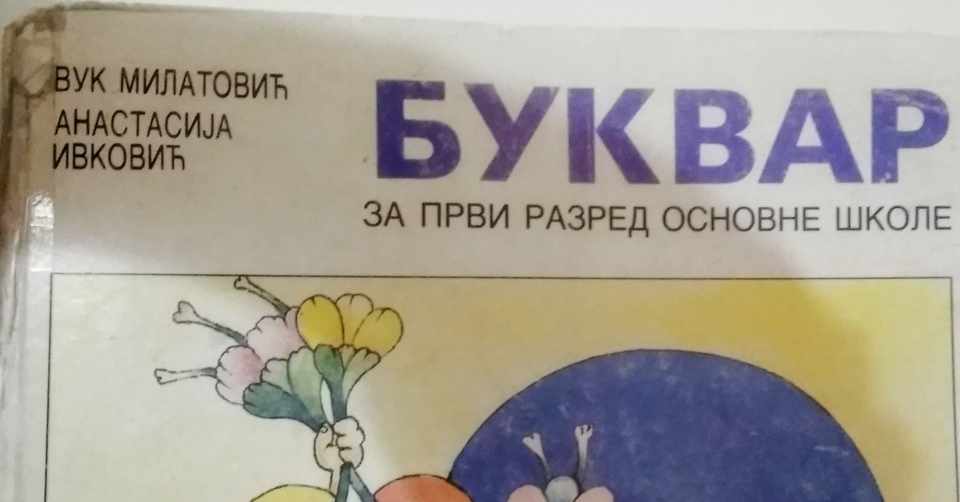 ВУК МИЛАТОВИЋ
АНАСТАСИЈА
ИВКОВИЋ
БУКВАР
ЗА ПРВИ РАЗРЕД ОСНОВНЕ ШКОЛЕ